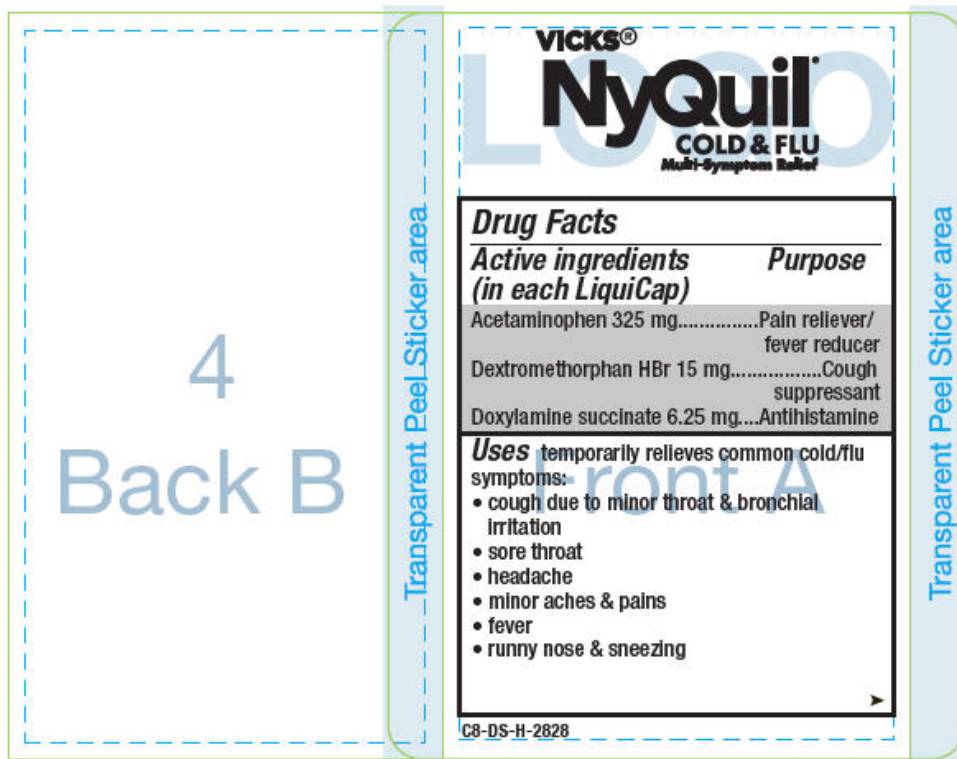 4
Back B
Transparent Peel Sticker area
LOGO
VICKS®
NyQuil®
COLD & FLU
Multi-Symptom Relief
Drug Facts
Active ingredients Purpose
(in each LiquiCap)
Acetaminophen 325 mg...............Pain reliever/
fever reducer
Dextromethorphan HBr 15 mg.................Cough
suppressant
Doxylamine succinate 6.25 mg....Antihistamine
Uses temporarily relieves common cold/flu
symptoms:
Front A
• cough due to minor throat & bronchial
irritation
• sore throat
• headache
• minor aches & pains
• fever
• runny nose & sneezing
C8-DS-H-2828
Transparent Peel Sticker area